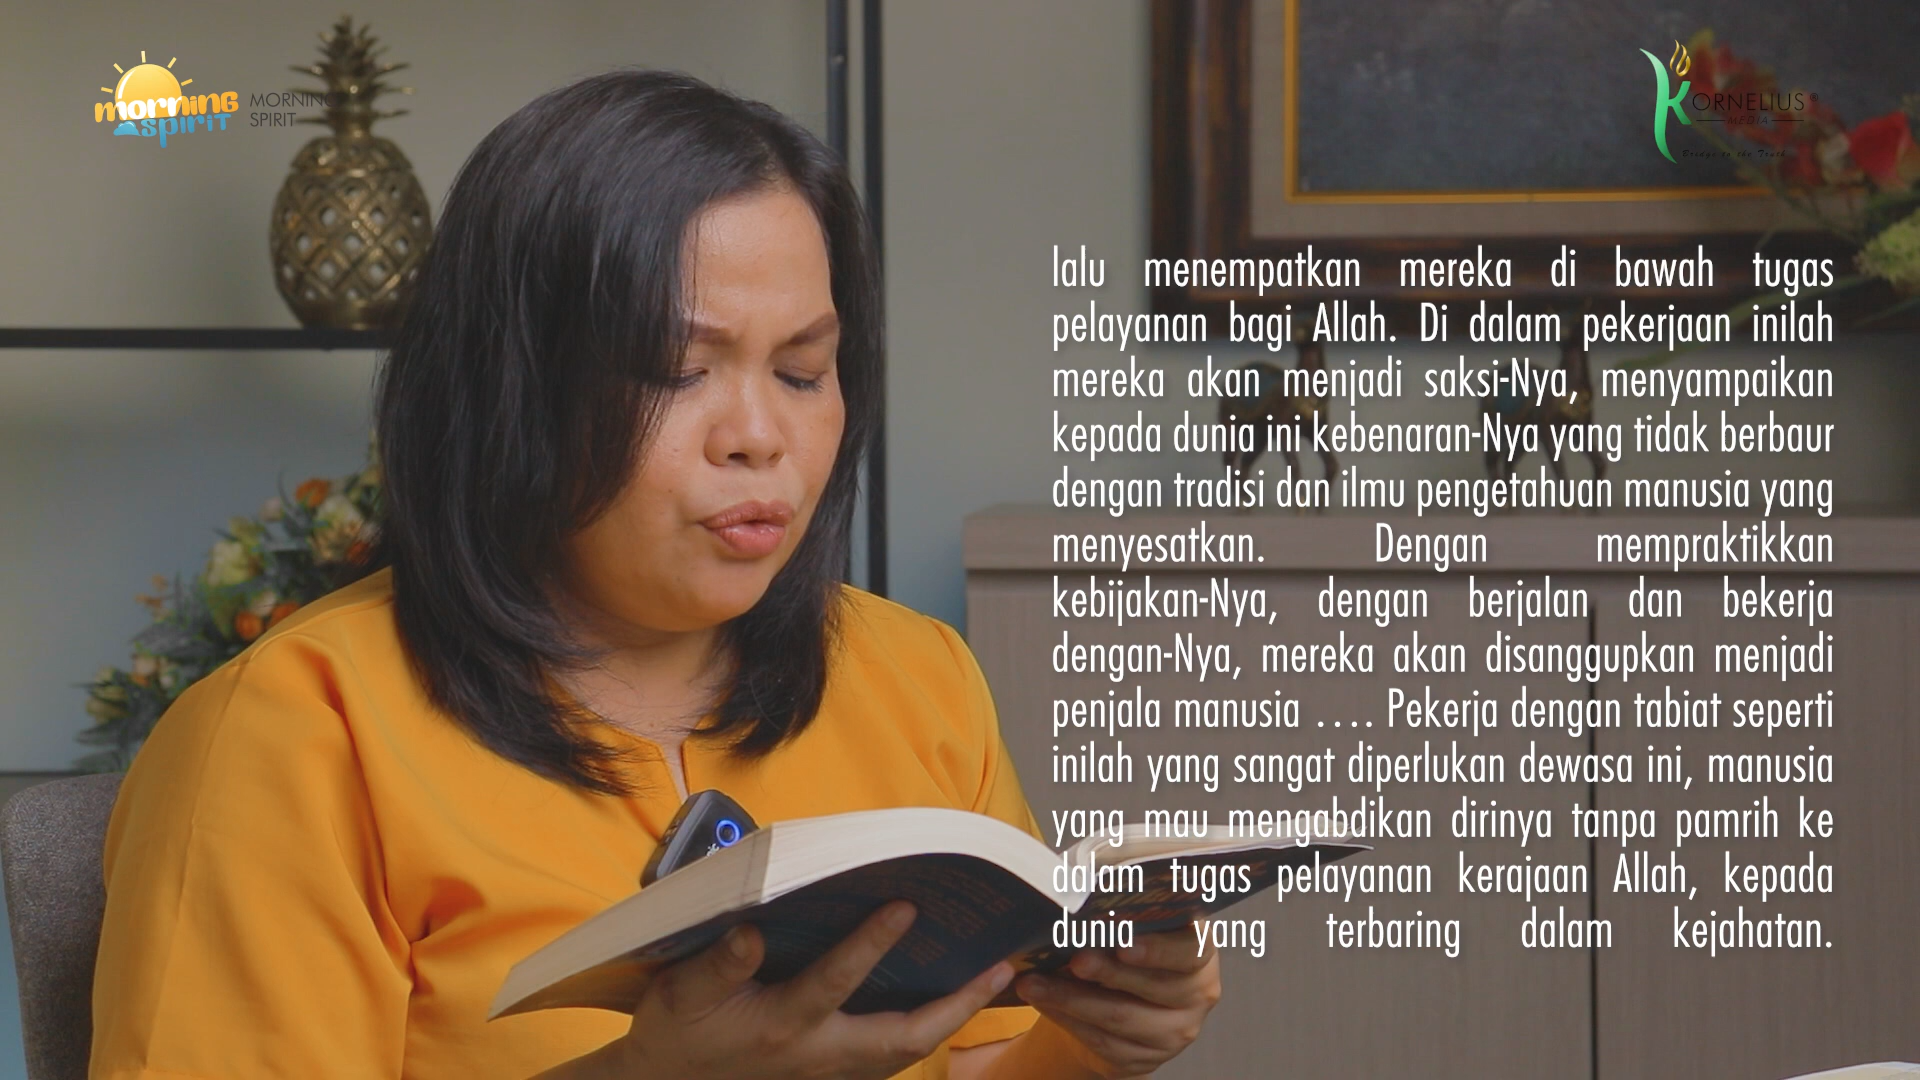 morning
spirit
MORNING
SPIRIT
KORNELIUS®
MEDIA
lalu menempatkan mereka di bawah tugas
pelayanan bagi Allah. Di dalam pekerjaan inilah
mereka akan menjadi saksi-Nya, menyampaikan
kepada dunia ini kebenaran-Nya yang tidak berbaur
dengan tradisi dan ilmu pengetahuan manusia yang
menyesatkan. Dengan mempraktikkan
kebijakan-Nya, dengan berjalan dan bekerja
dengan-Nya, mereka akan disanggupkan menjadi
penjala manusia .... Pekerja dengan tabiat seperti
inilah yang sangat diperlukan dewasa ini, manusia
yang mau mengabdikan dirinya tanpa pamrih ke
dalam tugas pelayanan kerajaan Allah, kepada
dunia yang terbaring dalam kejahatan.